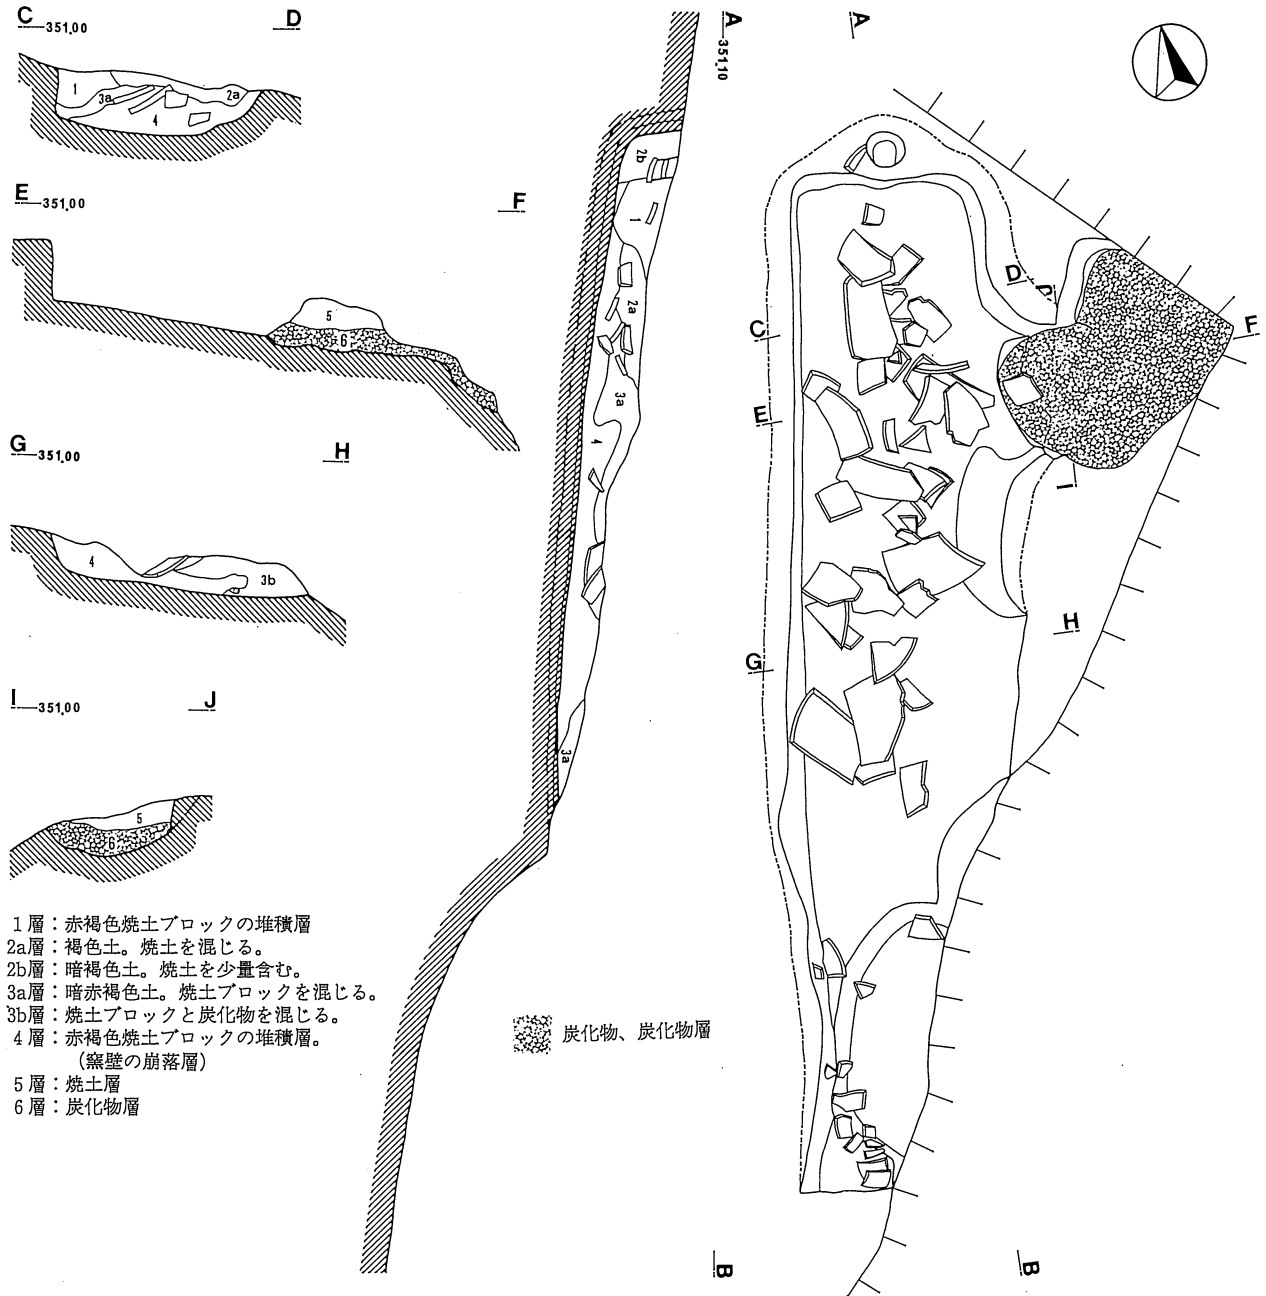 C 351.00 D
1 3a 4 2a
E 351.00 F
5 6
G 351.00 H
4 3b
I 351.00 J
5 6
A 351.10
2b
1
2a
3a
4
3a
B
A
D
C
E
F
I
G
H
B
1層：赤褐色焼土ブロックの堆積層
2a層：褐色土。焼土を混じる。
2b層：暗褐色土。焼土を少量含む。
3a層：暗赤褐色土。焼土ブロックを混じる。
3b層：焼土ブロックと炭化物を混じる。
4層：赤褐色焼土ブロックの堆積層。
（窯壁の崩落層）
5層：焼土層
6層：炭化物層
炭化物、炭化物層